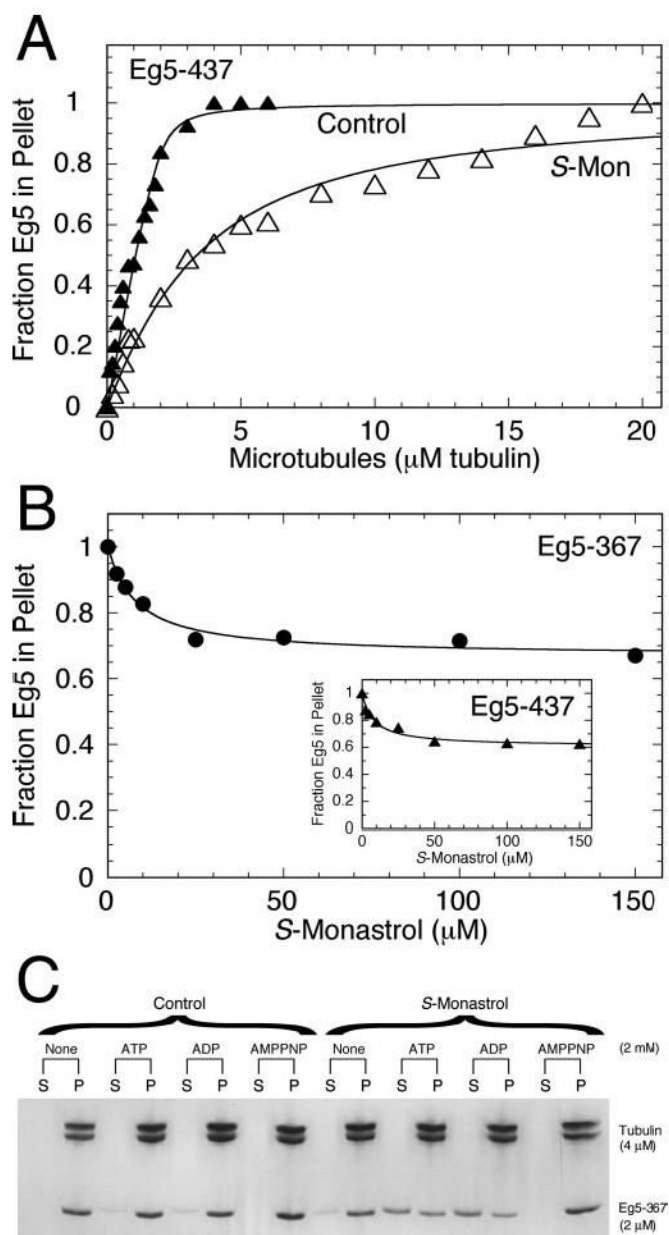 A
Eg5-437
Control
S-Mon
Fraction Eg5 in Pellet
1
0.8
0.6
0.4
0.2
0
0 5 10 15 20
Microtubules (μM tubulin)
B
Eg5-367
Fraction Eg5 in Pellet
1
0.8
0.6
0.4
0.2
0
0 50 100 150
S-Monastrol (μM)
Eg5-437
Fraction Eg5 in Pellet
1
0.8
0.6
0.4
0.2
0
0 50 100 150
S-Monastrol (μM)
C
Control S-Monastrol
None ATP ADP AMPPNP None ATP ADP AMPPNP (2 mM)
S P S P S P S P S P S P S P S P
Tubulin
(4 μM)
Eg5-367
(2 μM)